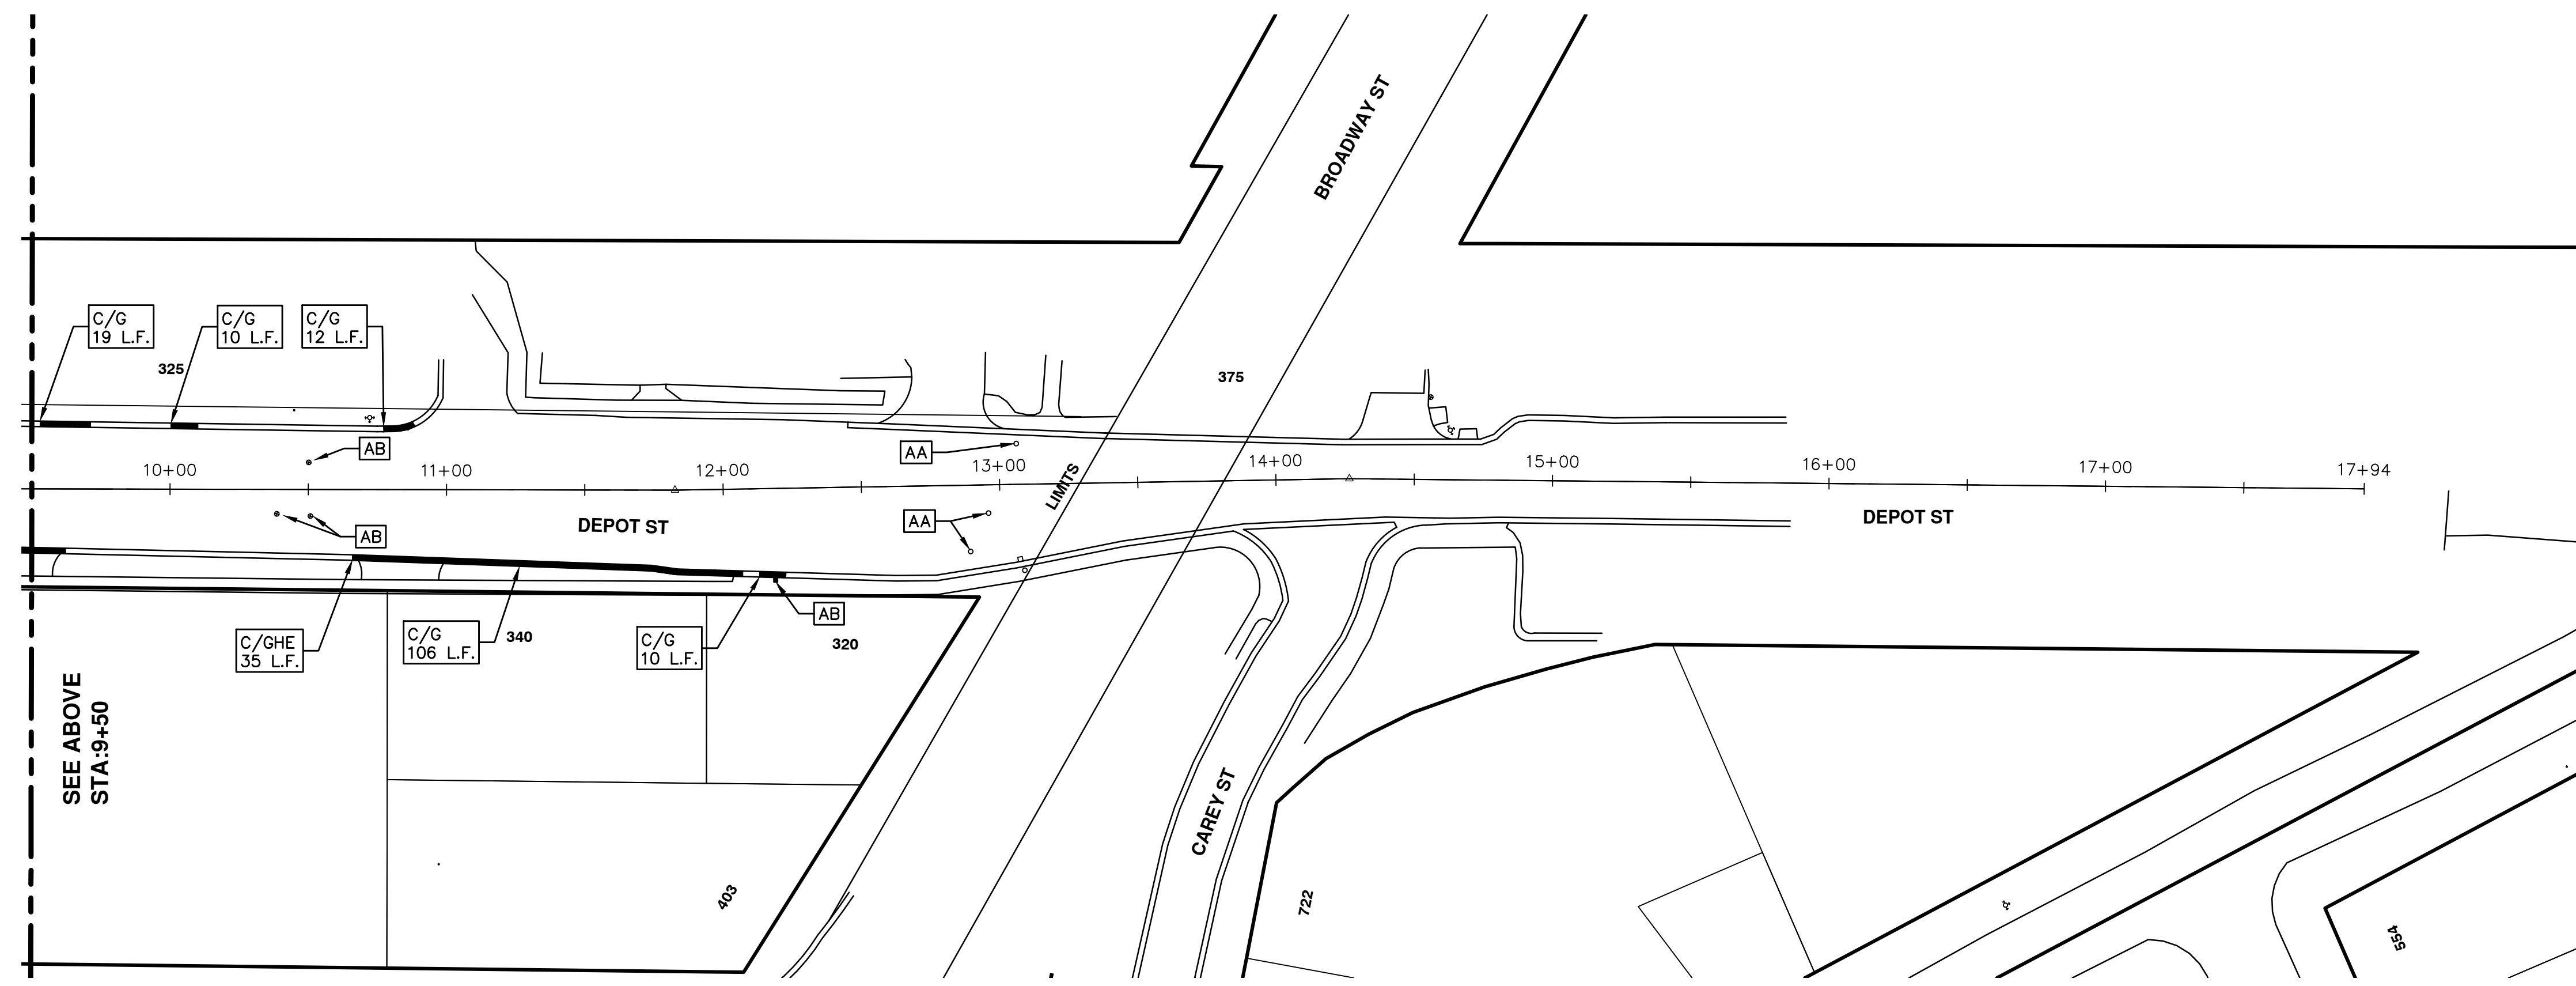 BROADWAY ST
C/G
19 L.F.
C/G
10 L.F.
C/G
12 L.F.
325
375
AB
AA
10+00
11+00
12+00
13+00
14+00
15+00
16+00
17+00
17+94
LIMITS
AB
DEPOT ST
AA
DEPOT ST
C/GHE
35 L.F.
C/G
106 L.F.
340
C/G
10 L.F.
AB
320
SEE ABOVE
STA:9+50
CAREY ST
403
722
554